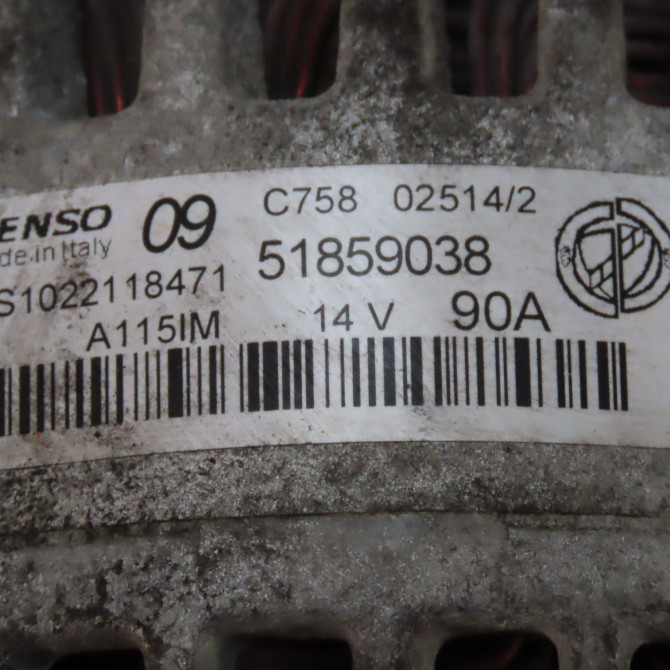 ENSO 09 C758 02514/2
de in Italy 51859038
S1022118471
A115IM 14 V 90A